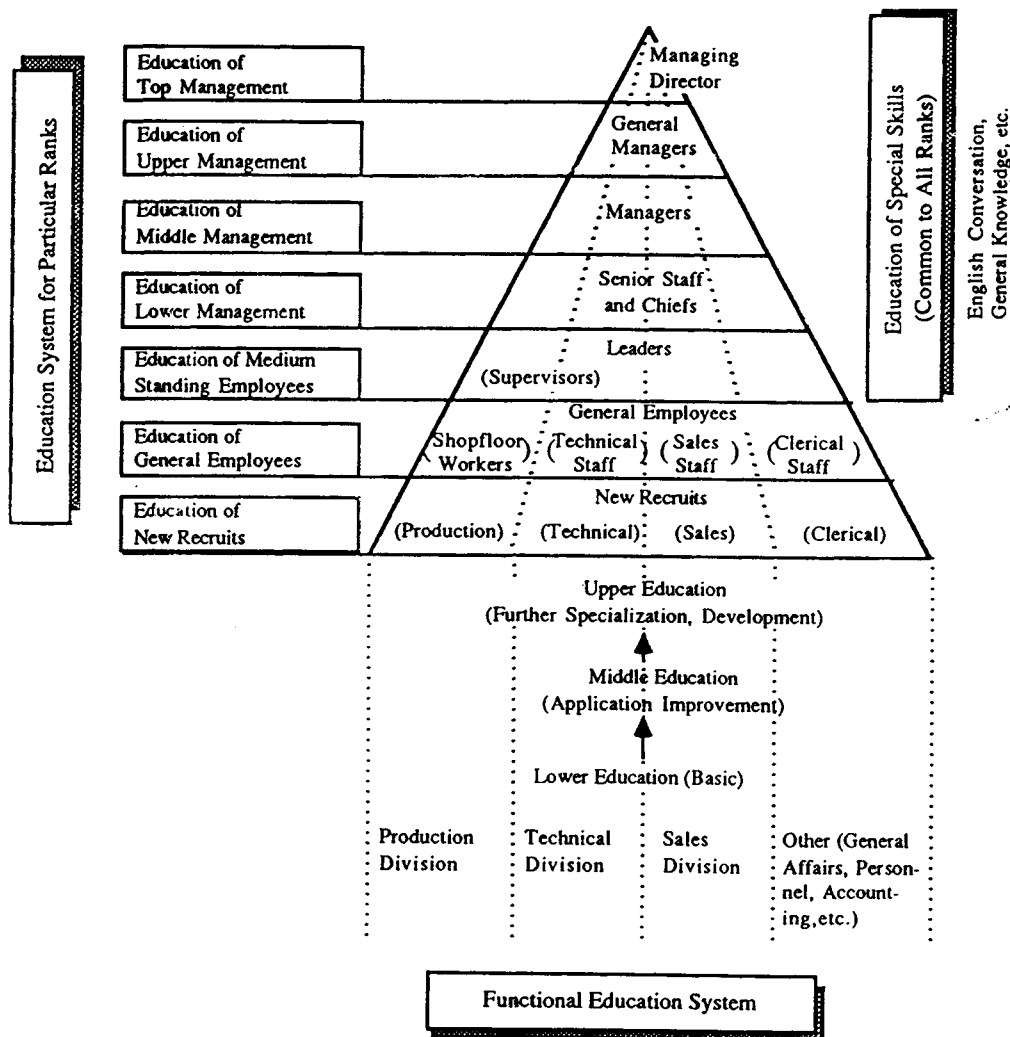 Education System for Particular Ranks
Education of
Top Management
Education of
Upper Management
Education of
Middle Management
Education of
Lower Management
Education of Medium
Standing Employees
Education of
General Employees
Education of
New Recruits
Managing
Director
General
Managers
Managers
Senior Staff
and Chiefs
Leaders
(Supervisors)
General Employees
(Shopfloor Workers) (Technical Staff) (Sales Staff) (Clerical Staff)
New Recruits
(Production) (Technical) (Sales) (Clerical)
Education of Special Skills
(Common to All Ranks)
English Conversation,
General Knowledge, etc.
Upper Education
(Further Specialization, Development)
Middle Education
(Application Improvement)
Lower Education (Basic)
Production
Division
Technical
Division
Sales
Division
Other (General
Affairs, Person-
nel, Account-
ing,etc.)
Functional Education System